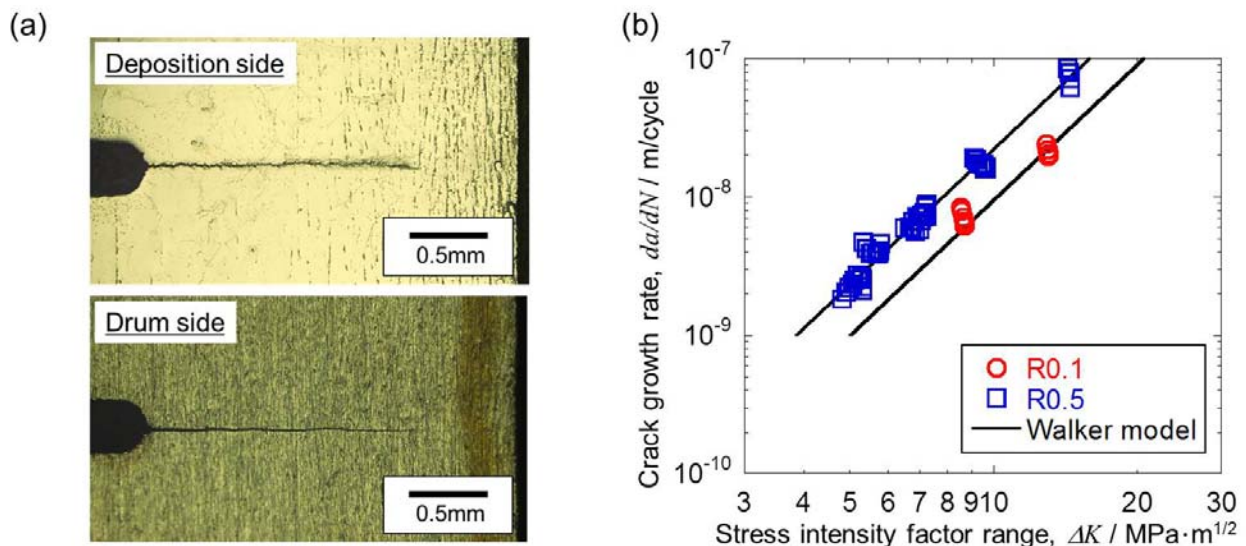 (a)
Deposition side
0.5mm
Drum side
0.5mm
(b)
Crack growth rate, da/dN / m/cycle
10⁻⁷
10⁻⁸
10⁻⁹
10⁻¹⁰
R0.1
R0.5
Walker model
3 4 5 6 7 8 9 10 20 30
Stress intensity factor range, ΔK / MPa·m¹/²